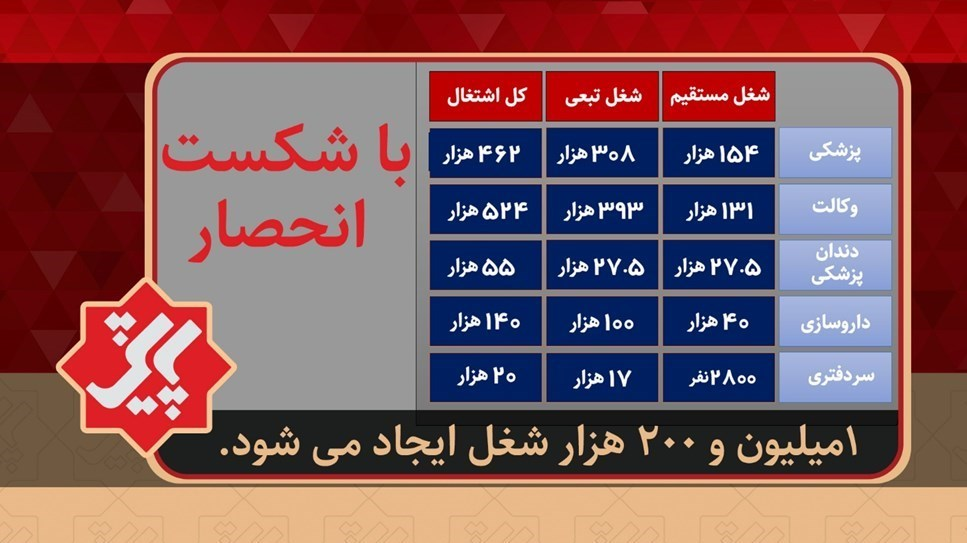 با شکست
انحصار
شغل مستقیم شغل تبعی کل اشتغال
پزشکی ۱۵۴ هزار ۳۰۸ هزار ۴۶۲ هزار
وکالت ۱۳۱ هزار ۳۹۳ هزار ۵۲۴ هزار
دندان پزشکی ۲۷.۵ هزار ۲۷.۵ هزار ۵۵ هزار
داروسازی ۴۰ هزار ۱۰۰ هزار ۱۴۰ هزار
سردفتری ۲۸۰۰ نفر ۱۷ هزار ۲۰ هزار
۱میلیون و ۲۰۰ هزار شغل ایجاد می شود.